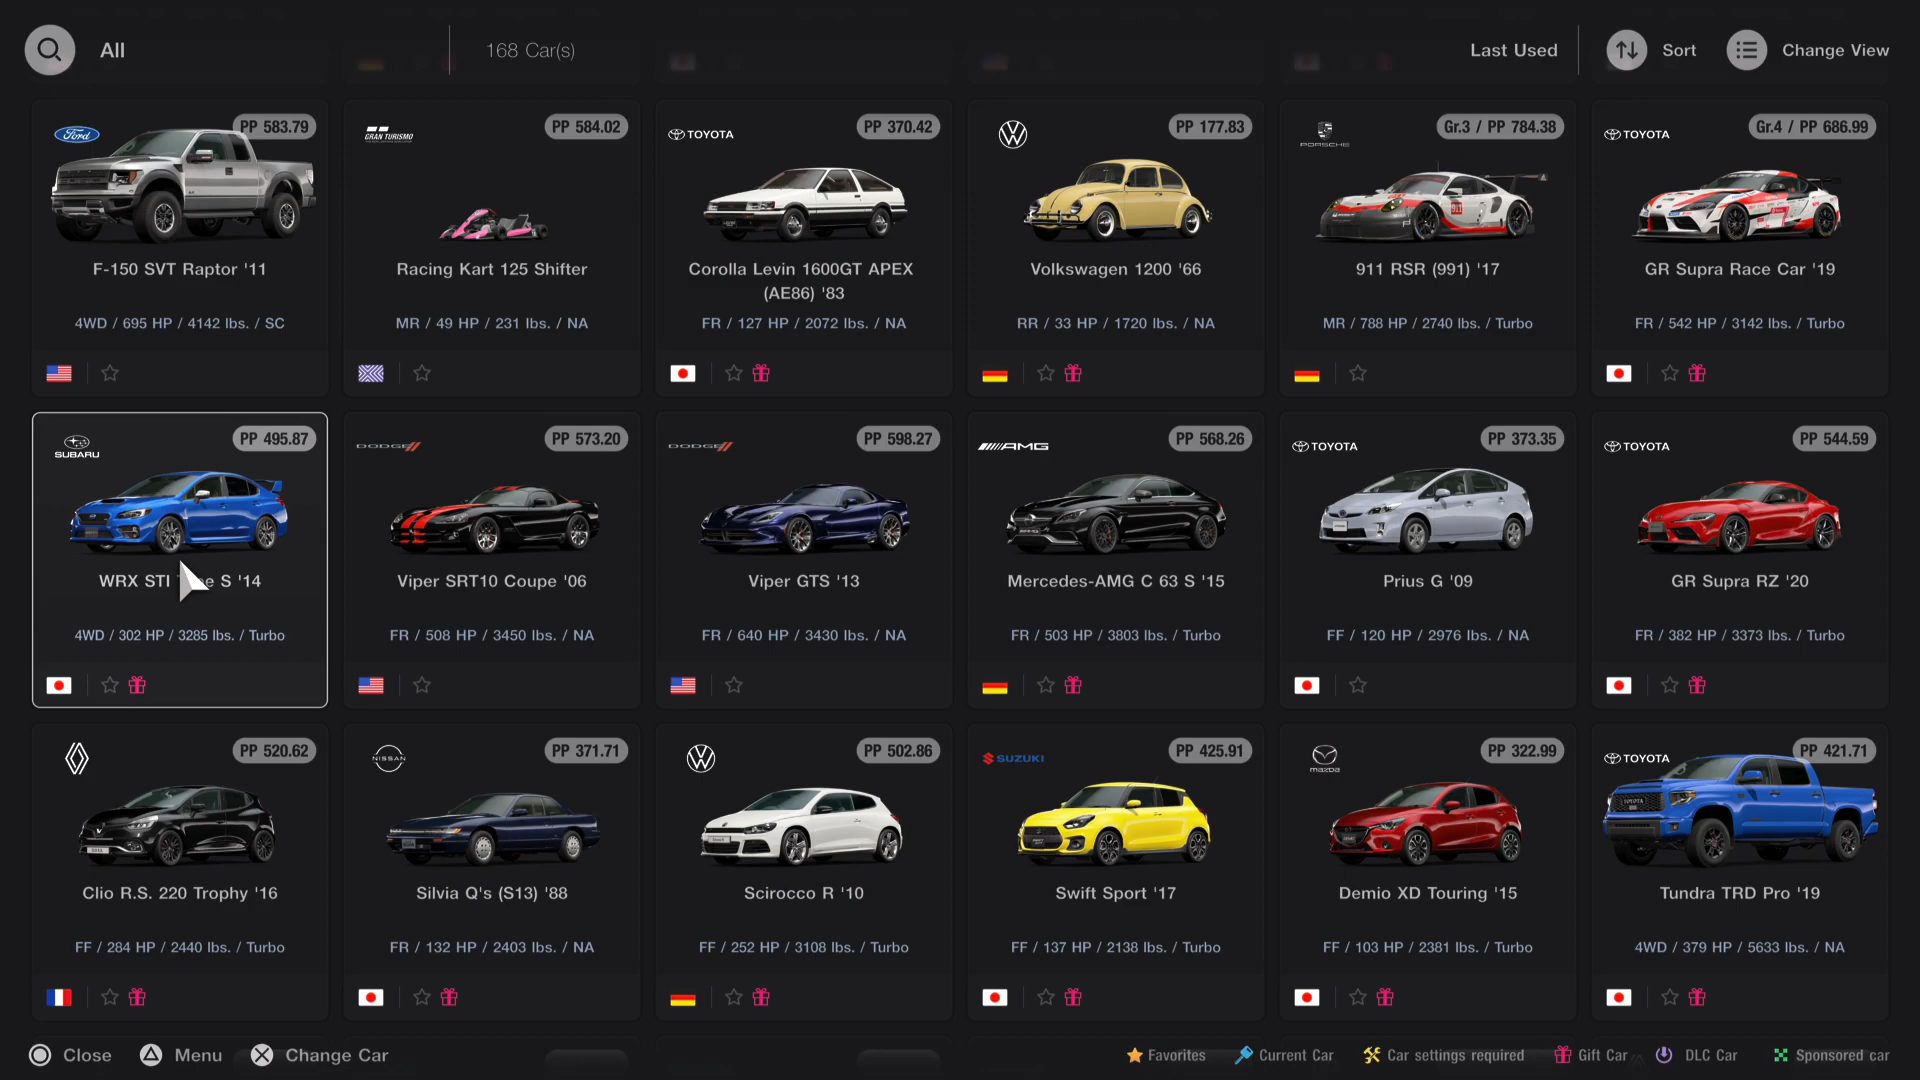 All
168 Car(s)
Last Used
Sort
Change View
Ford
PP 583.79
F-150 SVT Raptor '11
4WD / 695 HP / 4142 lbs. / SC
GRAN TURISMO
PP 584.02
Racing Kart 125 Shifter
MR / 49 HP / 231 lbs. / NA
TOYOTA
PP 370.42
Corolla Levin 1600GT APEX
(AE86) '83
FR / 127 HP / 2072 lbs. / NA
PP 177.83
Volkswagen 1200 '66
RR / 33 HP / 1720 lbs. / NA
PORSCHE
Gr.3 / PP 784.38
911 RSR (991) '17
MR / 788 HP / 2740 lbs. / Turbo
TOYOTA
Gr.4 / PP 686.99
GR Supra Race Car '19
FR / 542 HP / 3142 lbs. / Turbo
SUBARU
PP 495.87
WRX STI S '14
4WD / 302 HP / 3285 lbs. / Turbo
DODGE
PP 573.20
Viper SRT10 Coupe '06
FR / 508 HP / 3450 lbs. / NA
DODGE
PP 598.27
Viper GTS '13
FR / 640 HP / 3430 lbs. / NA
AMG
PP 568.26
Mercedes-AMG C 63 S '15
FR / 503 HP / 3803 lbs. / Turbo
TOYOTA
PP 373.35
Prius G '09
FF / 120 HP / 2976 lbs. / NA
TOYOTA
PP 544.59
GR Supra RZ '20
FR / 382 HP / 3373 lbs. / Turbo
PP 520.62
Clio R.S. 220 Trophy '16
FF / 284 HP / 2440 lbs. / Turbo
NISSAN
PP 371.71
Silvia Q's (S13) '88
FR / 132 HP / 2403 lbs. / NA
PP 502.86
Scirocco R '10
FF / 252 HP / 3108 lbs. / Turbo
SUZUKI
PP 425.91
Swift Sport '17
FF / 137 HP / 2138 lbs. / Turbo
mazda
PP 322.99
Demio XD Touring '15
FF / 103 HP / 2381 lbs. / Turbo
TOYOTA
PP 421.71
Tundra TRD Pro '19
4WD / 379 HP / 5633 lbs. / NA
Close
Menu
Change Car
Favorites
Current Car
Car settings required
Gift Car
DLC Car
Sponsored car